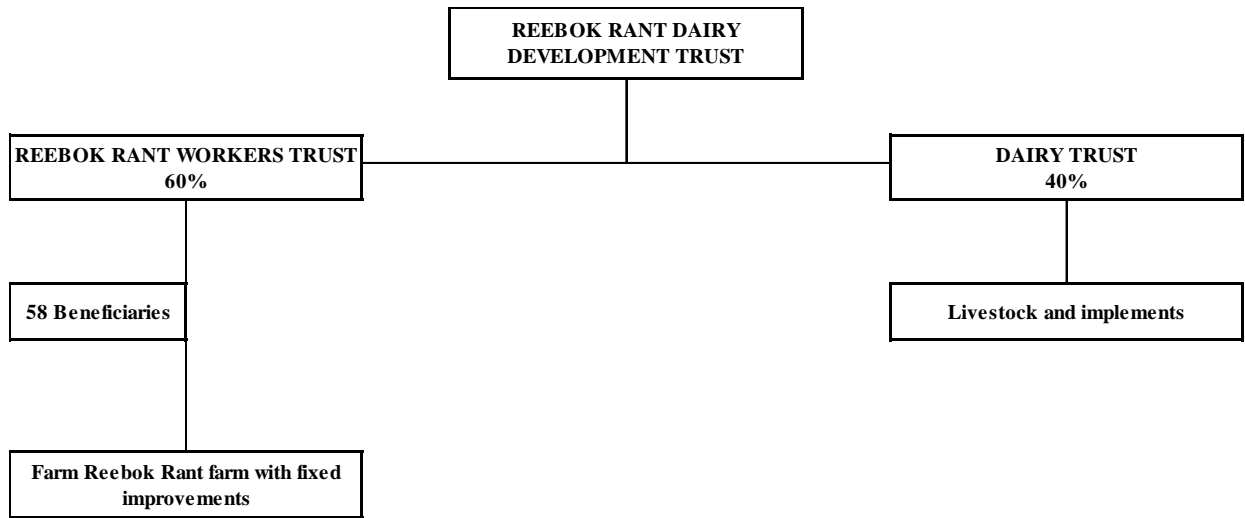 REEBOK RANT DAIRY
DEVELOPMENT TRUST
REEBOK RANT WORKERS TRUST
60%
DAIRY TRUST
40%
58 Beneficiaries
Livestock and implements
Farm Reebok Rant farm with fixed
improvements